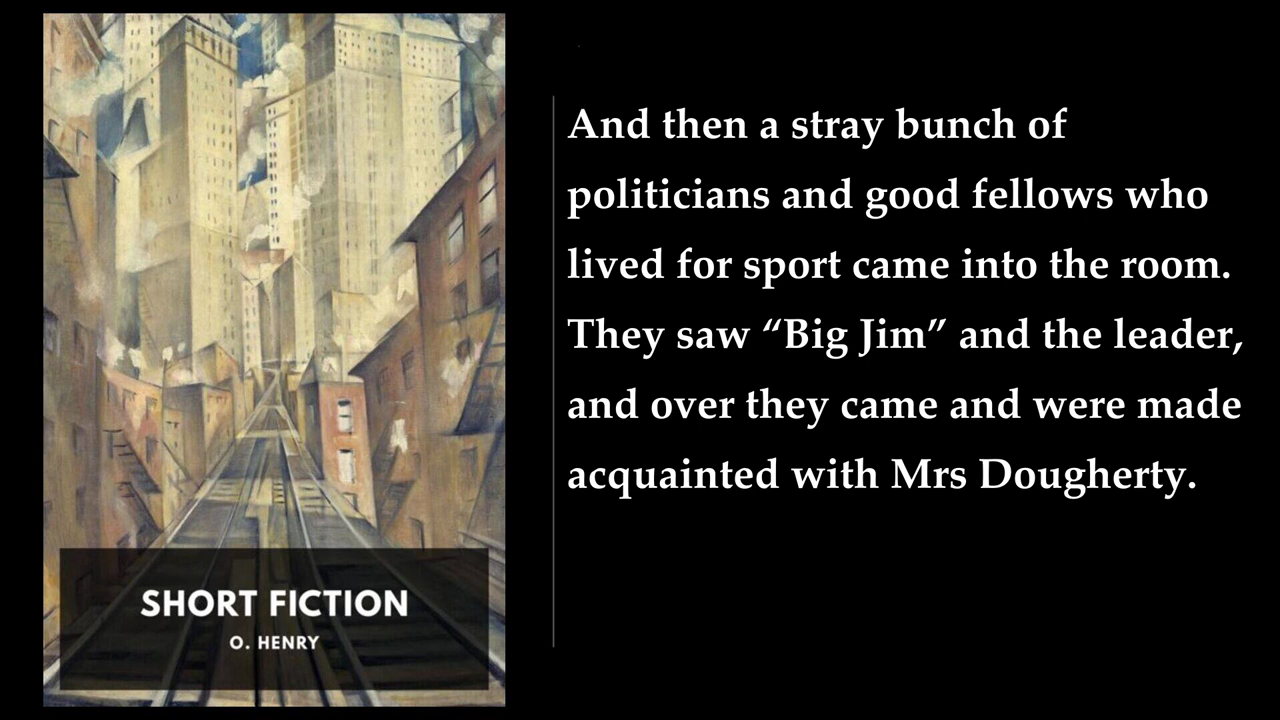 SHORT FICTION
O. HENRY
And then a stray bunch of
politicians and good fellows who
lived for sport came into the room.
They saw “Big Jim” and the leader,
and over they came and were made
acquainted with Mrs Dougherty.